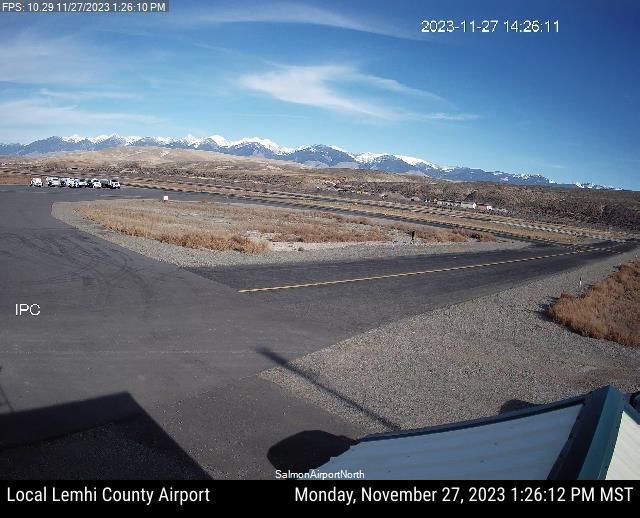 FPS: 10.29 11/27/2023 1:26:10 PM
2023-11-27 14:26:11
IPC
SalmonAirportNorth
Local Lemhi County Airport
Monday, November 27, 2023 1:26:12 PM MST